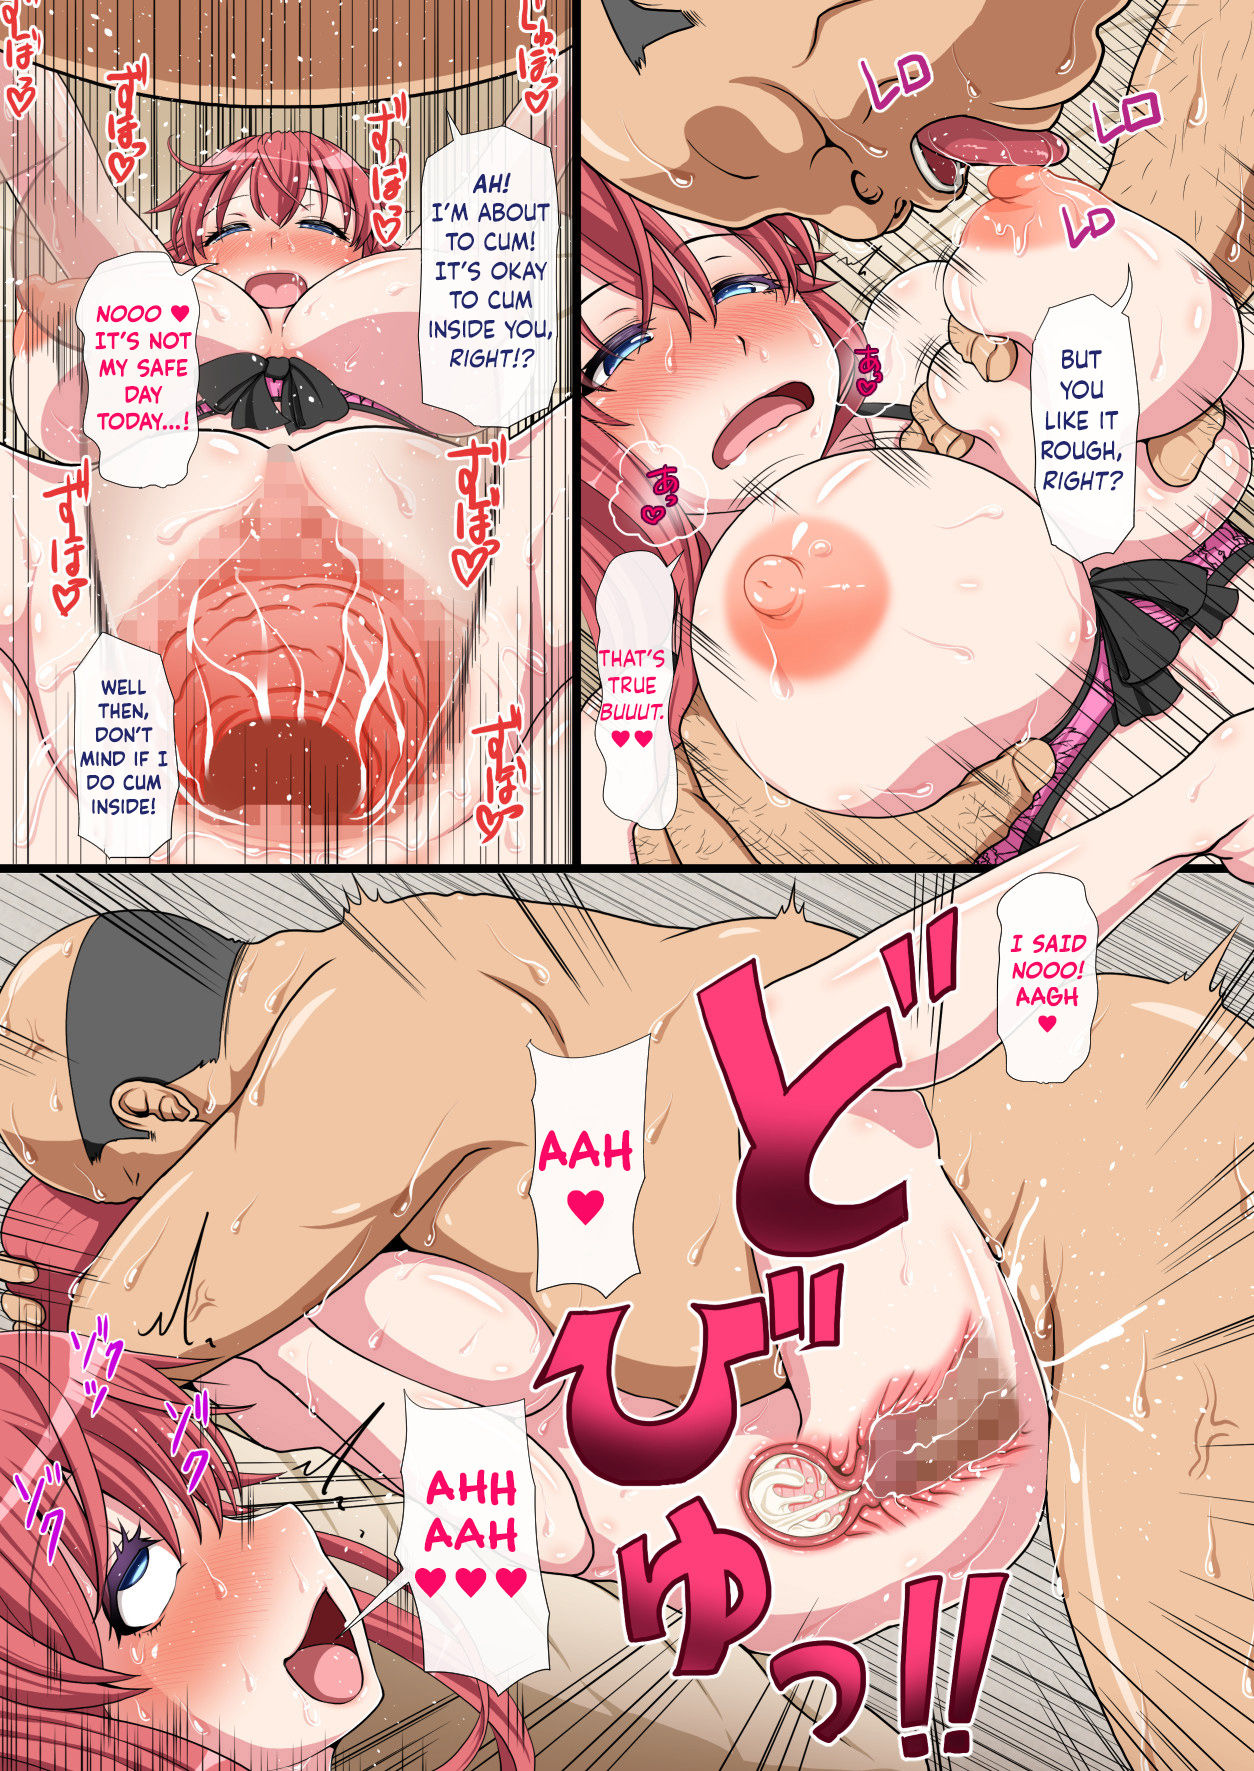 レロ
レロ
レロ
BUT
YOU
LIKE IT
ROUGH,
RIGHT?
あっ
あっ
THAT'S
TRUE
BUUUT.
♥♥
じゅぼっ
ずぼっ
ずぼっ
ずぼっ
AH!
I'M ABOUT
TO CUM!
IT'S OKAY
TO CUM
INSIDE YOU,
RIGHT!?
NOOO ♥
IT'S NOT
MY SAFE
DAY
TODAY...!
ずぼっ
ずぼっ
ずぼっ
WELL
THEN,
DON'T
MIND IF I
DO CUM
INSIDE!
I SAID
NOOO!
AAGH
♥
どびゅっ!!
AAH
♥
AHH
AAH
♥♥♥
ゾクッ
ゾク
ゾク